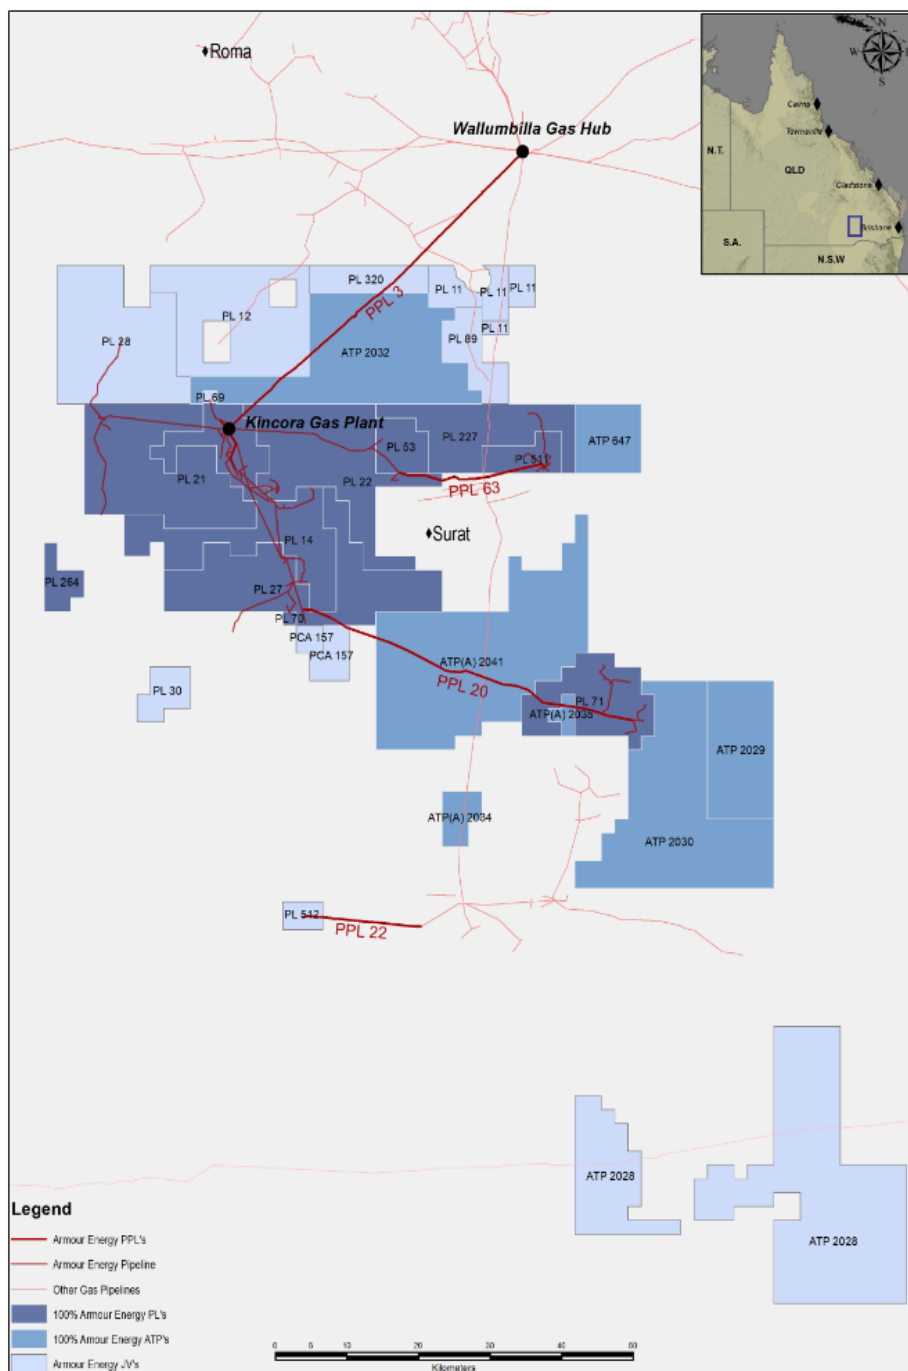 Roma
Wallumbilla Gas Hub
N
W
E
S
Cairns
Townsville
N.T.
QLD
Gladstone
Brisbane
S.A.
N.S.W
PL 320
PL 11
PL 11
PL 11
PPL 3
PL 12
PL 11
PL 28
PL 89
ATP 2032
PL 69
Kincora Gas Plant
PL 227
ATP 647
PL 53
PL 511
PL 21
PL 22
PPL 63
Surat
PL 14
PL 264
PL 27
PL 70
PCA 157
PCA 157
ATP(A) 2041
PPL 20
PL 30
PL 71
ATP(A) 2035
ATP 2029
ATP(A) 2034
ATP 2030
PL 512
PPL 22
ATP 2028
ATP 2028
Legend
Armour Energy PPL's
Armour Energy Pipeline
Other Gas Pipelines
100% Armour Energy PL's
100% Armour Energy ATP's
Armour Energy JV's
0 5 10 20 30 40 50
Kilometers